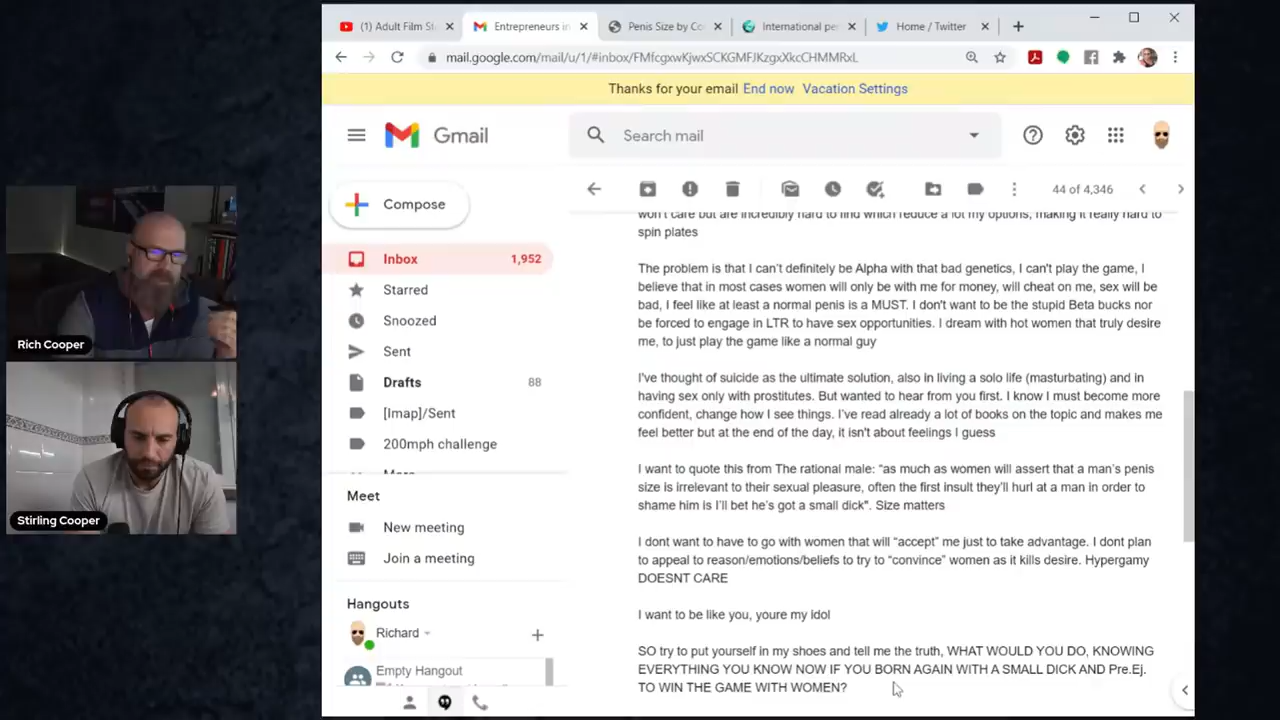 (1) Adult Film St
Entrepreneurs in
Penis Size by Co
International pe
Home / Twitter
mail.google.com/mail/u/1/#inbox/FMfcgxwKjwxSCKGMFJKzgxXkcCHMMRxL
Thanks for your email End now Vacation Settings
Gmail
Search mail
Compose
44 of 4,346
Inbox 1,952
Starred
Snoozed
Sent
Drafts 88
[Imap]/Sent
200mph challenge
Meet
New meeting
Join a meeting
Hangouts
Richard
Empty Hangout
won't care but are incredibly hard to find which reduce a lot my options, making it really hard to
spin plates
The problem is that I can't definitely be Alpha with that bad genetics, I can't play the game, I
believe that in most cases women will only be with me for money, will cheat on me, sex will be
bad, I feel like at least a normal penis is a MUST. I don't want to be the stupid Beta bucks nor
be forced to engage in LTR to have sex opportunities. I dream with hot women that truly desire
me, to just play the game like a normal guy
I've thought of suicide as the ultimate solution, also in living a solo life (masturbating) and in
having sex only with prostitutes. But wanted to hear from you first. I know I must become more
confident, change how I see things. I've read already a lot of books on the topic and makes me
feel better but at the end of the day, it isn't about feelings I guess
I want to quote this from The rational male: “as much as women will assert that a man's penis
size is irrelevant to their sexual pleasure, often the first insult they'll hurl at a man in order to
shame him is I'll bet he's got a small dick". Size matters
I dont want to have to go with women that will “accept” me just to take advantage. I dont plan
to appeal to reason/emotions/beliefs to try to “convince” women as it kills desire. Hypergamy
DOESNT CARE
I want to be like you, youre my idol
SO try to put yourself in my shoes and tell me the truth, WHAT WOULD YOU DO, KNOWING
EVERYTHING YOU KNOW NOW IF YOU BORN AGAIN WITH A SMALL DICK AND Pre.Ej.
TO WIN THE GAME WITH WOMEN?
Rich Cooper
Stirling Cooper